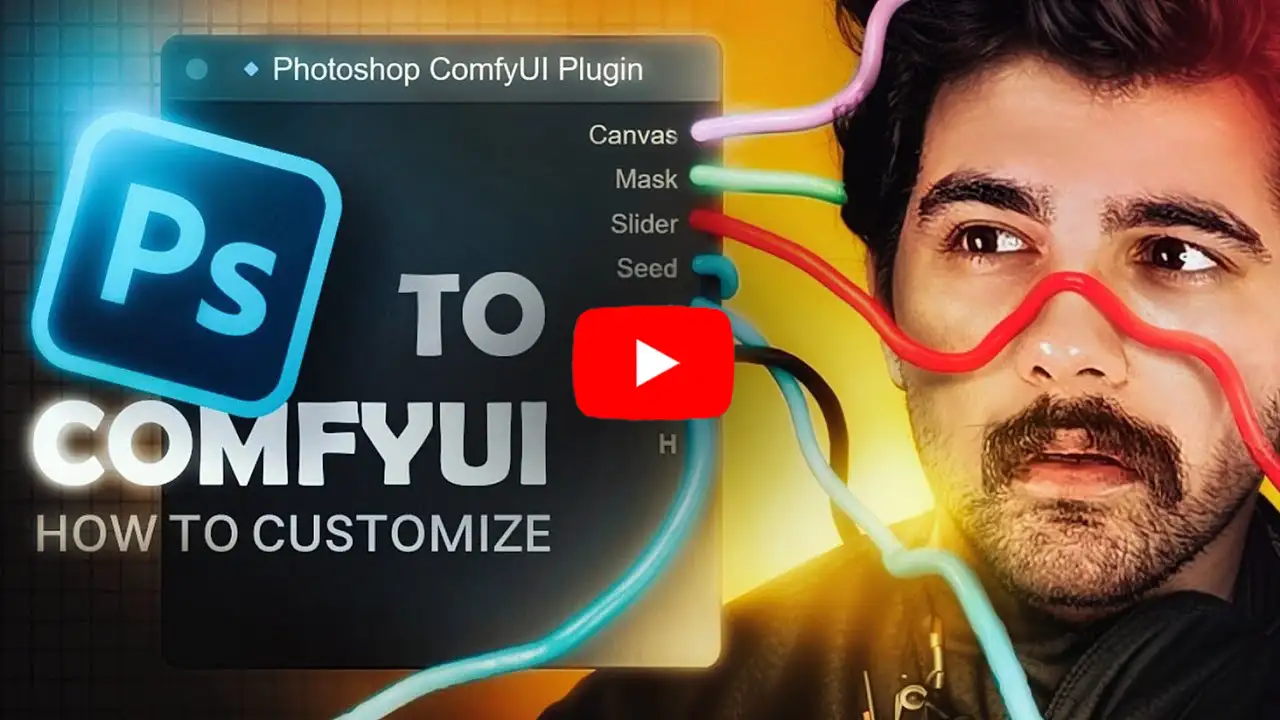 Photoshop ComfyUI Plugin
Canvas
Mask
Slider
Seed
Ps
TO
COMFYUI
H
HOW TO CUSTOMIZE